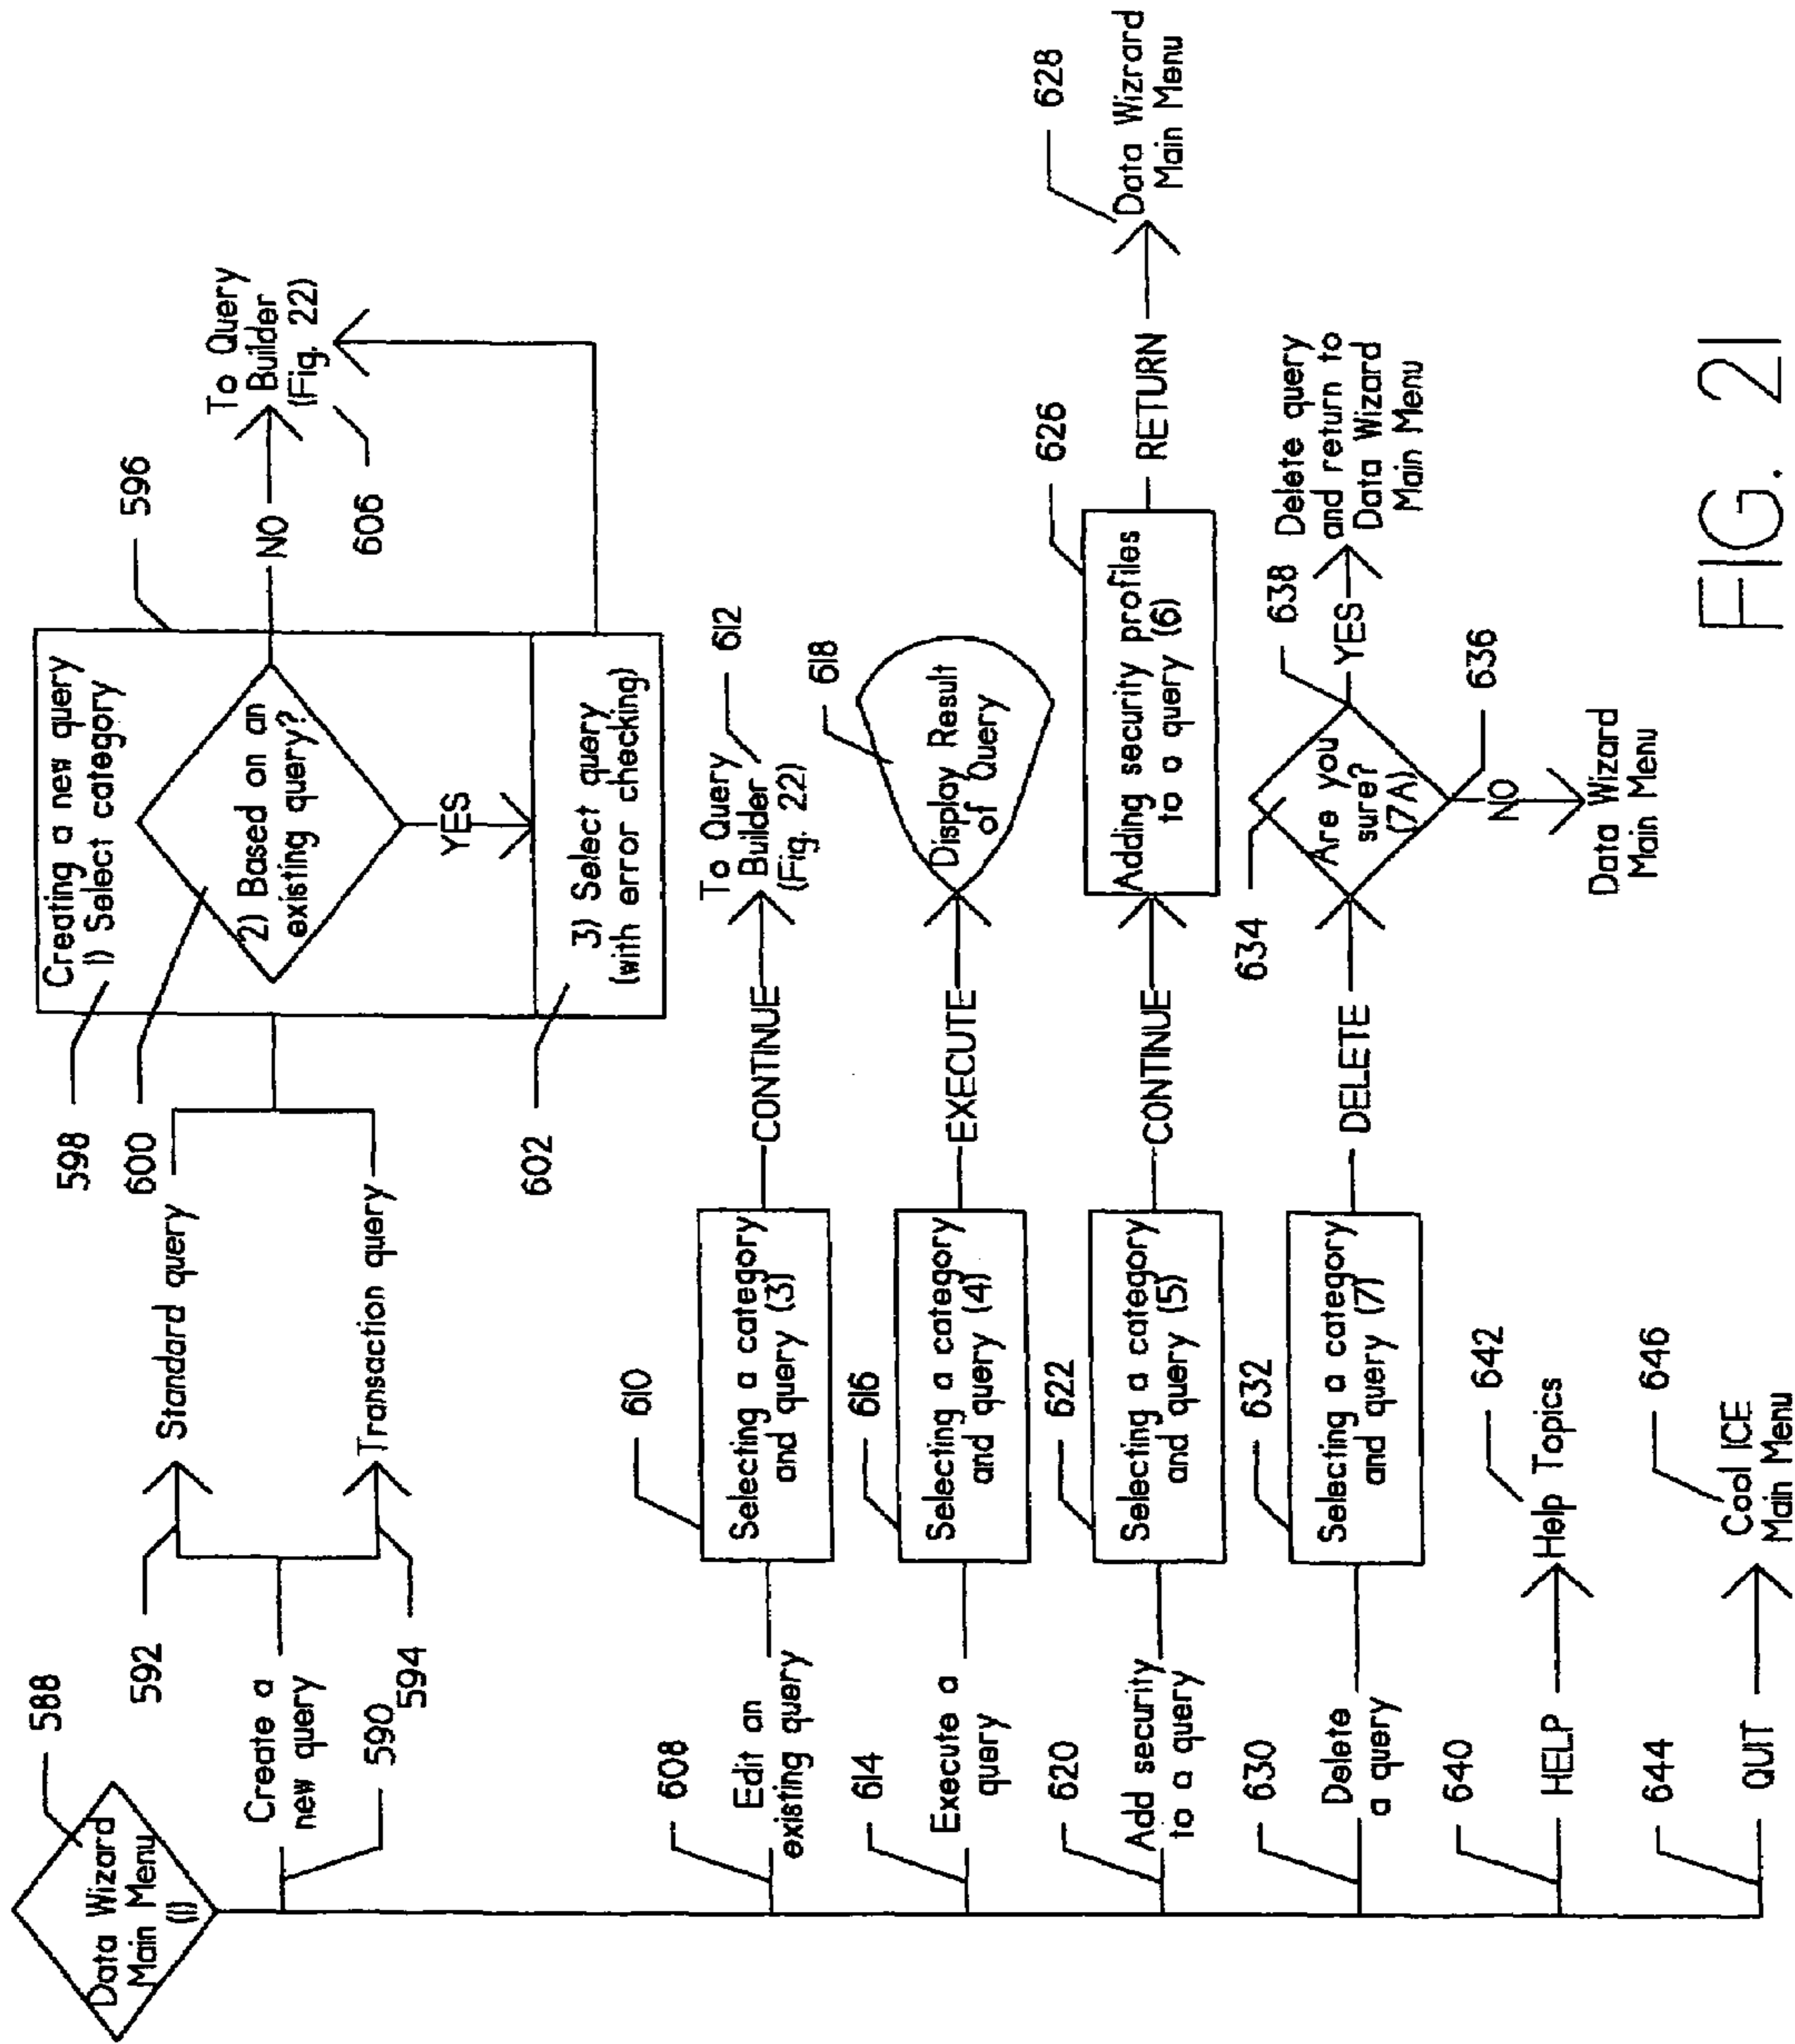 588
Data Wizard
Main Menu
(1)
592
Standard query
Create a
new query
590
594
Transaction query
598
600
602
Creating a new query
1) Select category
2) Based on an
existing query?
YES
3) Select query
(with error checking)
596
NO
To Query
Builder
(Fig. 22)
606
608
Edit an
existing query
610
Selecting a category
and query (3)
CONTINUE
To Query
Builder
(Fig. 22)
612
614
Execute a
query
616
Selecting a category
and query (4)
EXECUTE
618
Display Result
of Query
620
Add security
to a query
622
Selecting a category
and query (5)
CONTINUE
626
Adding security profiles
to a query (6)
RETURN
628
Data Wizrard
Main Menu
630
Delete
a query
632
Selecting a category
and query (7)
DELETE
634
Are you
sure?
(7A)
638
YES
Delete query
and return to
Data Wizard
Main Menu
636
NO
Data Wizard
Main Menu
640
HELP
642
Help Topics
644
QUIT
646
Cool ICE
Main Menu
FIG. 21